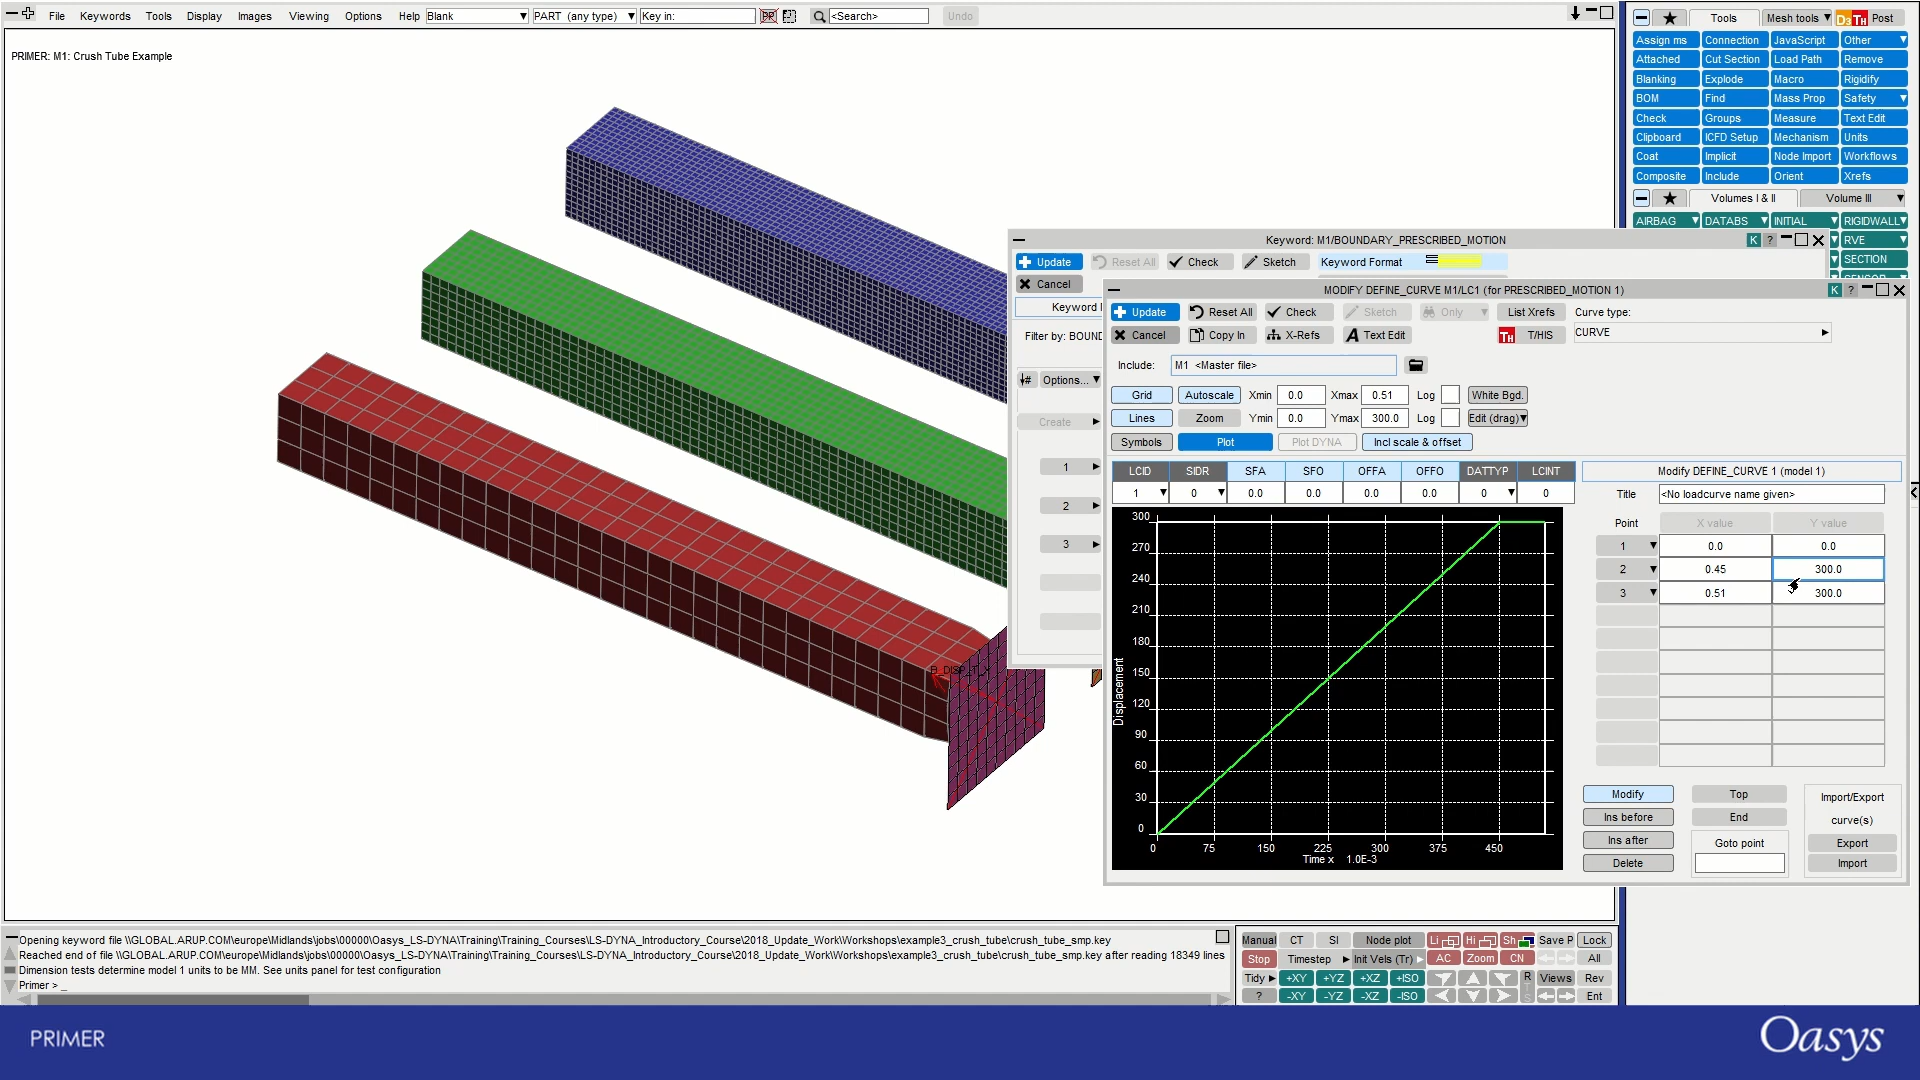 File Keywords Tools Display Images Viewing Options Help Blank PART (any type) Key in: <Search> Undo
PRIMER: M1: Crush Tube Example
Tools Mesh tools D3 TH Post
Assign ms Connection JavaScript Other
Attached Cut Section Load Path Remove
Blanking Explode Macro Rigidify
BOM Find Mass Prop Safety
Check Groups Measure Text Edit
Clipboard ICFD Setup Mechanism Units
Coat Implicit Node Import Workflows
Composite Include Orient Xrefs
Volumes I & II Volume III
AIRBAG DATABS INITIAL RIGIDWALL
RVE
SECTION
Keyword: M1/BOUNDARY_PRESCRIBED_MOTION K ?
Update Reset All Check Sketch Keyword Format
Cancel
Keyword
Filter by: BOUN
Options...
Create
1
2
3
MODIFY DEFINE_CURVE M1/LC1 (for PRESCRIBED_MOTION 1) K ?
Update Reset All Check Sketch Only List Xrefs Curve type:
Cancel Copy In X-Refs Text Edit TH T/HIS CURVE
Include: M1 <Master file>
Grid Autoscale Xmin 0.0 Xmax 0.51 Log White Bgd.
Lines Zoom Ymin 0.0 Ymax 300.0 Log Edit (drag)
Symbols Plot Plot DYNA Incl scale & offset
LCID SIDR SFA SFO OFFA OFFO DATTYP LCINT
1 0 0.0 0.0 0.0 0.0 0 0
Modify DEFINE_CURVE 1 (model 1)
Title <No loadcurve name given>
Point X value Y value
1 0.0 0.0
2 0.45 300.0
3 0.51 300.0
300
270
240
210
180
150
120
90
60
30
0
Displacement
0 75 150 225 300 375 450
Time x 1.0E-3
Modify Top Import/Export
Ins before End curve(s)
Ins after Goto point Export
Delete Import
B_DISP_T_X
Opening keyword file \\GLOBAL.ARUP.COM\europe\Midlands\jobs\00000\Oasys_LS-DYNA\Training\Training_Courses\LS-DYNA_Introductory_Course\2018_Update_Work\Workshops\example3_crush_tube\crush_tube_smp.key
Reached end of file \\GLOBAL.ARUP.COM\europe\Midlands\jobs\00000\Oasys_LS-DYNA\Training\Training_Courses\LS-DYNA_Introductory_Course\2018_Update_Work\Workshops\example3_crush_tube\crush_tube_smp.key after reading 18349 lines
Dimension tests determine model 1 units to be MM. See units panel for test configuration
Primer > _
Manual CT SI Node plot Li Hi Sh Save P Lock
Stop Timestep Init Vels (Tr) AC Zoom CN All
Tidy +XY +YZ +XZ +ISO R Views Rev
? -XY -YZ -XZ -ISO Ent
PRIMER
Oasys